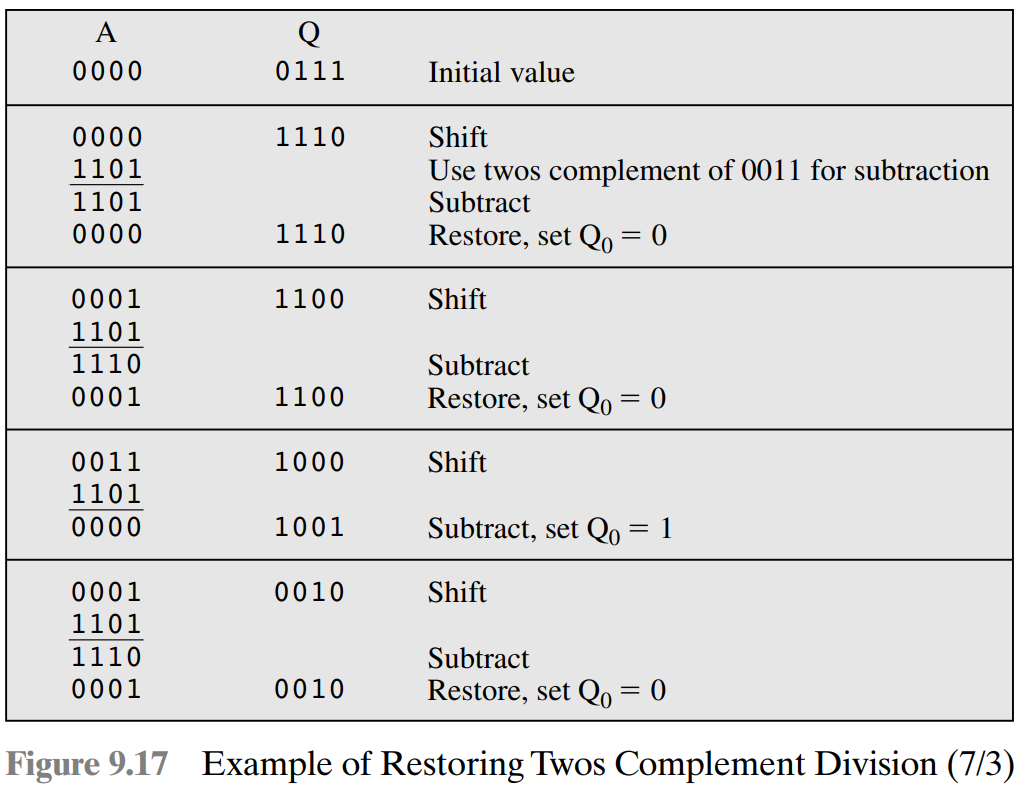 A Q
0000 0111 Initial value
0000 1110 Shift
1101 Use twos complement of 0011 for subtraction
1101 Subtract
0000 1110 Restore, set Q₀ = 0
0001 1100 Shift
1101
1110 Subtract
0001 1100 Restore, set Q₀ = 0
0011 1000 Shift
1101
0000 1001 Subtract, set Q₀ = 1
0001 0010 Shift
1101
1110 Subtract
0001 0010 Restore, set Q₀ = 0
Figure 9.17 Example of Restoring Twos Complement Division (7/3)